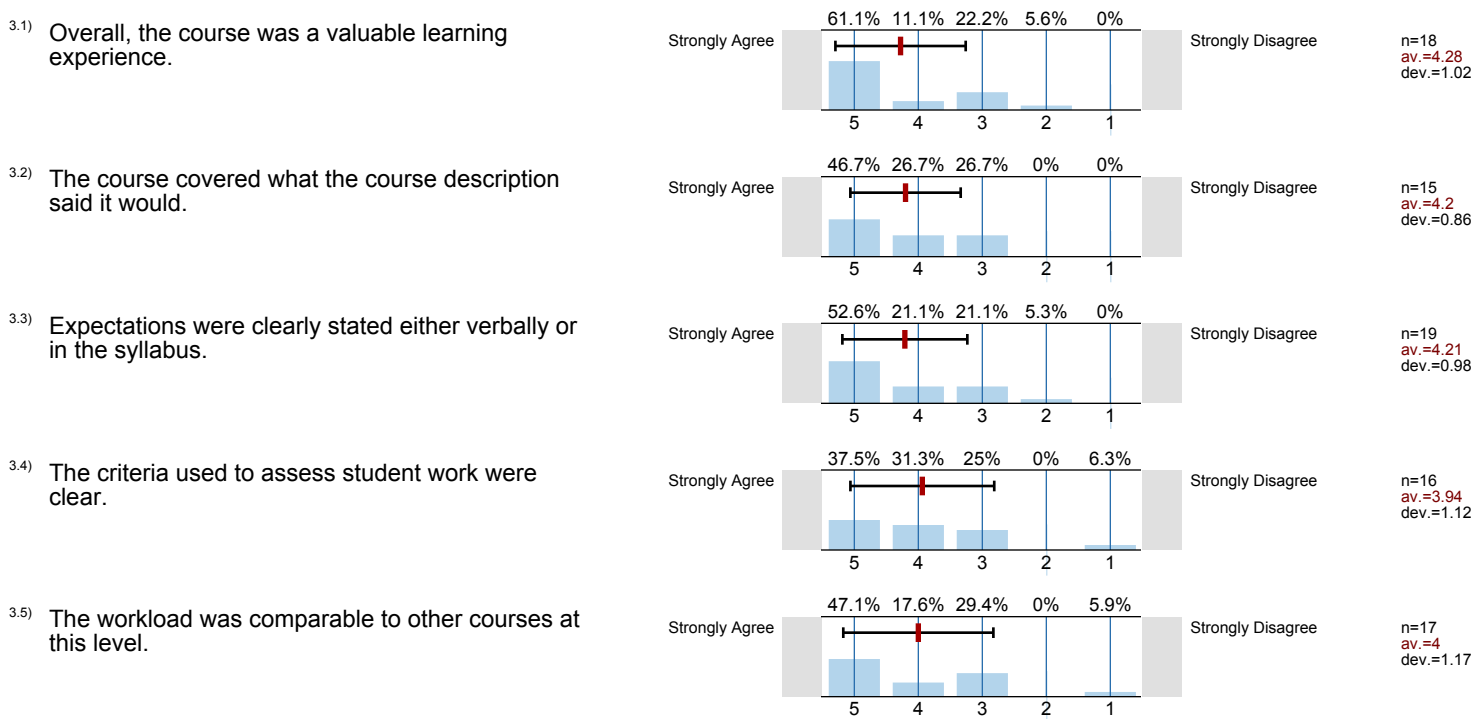 61.1% 11.1% 22.2% 5.6% 0%
3.1) Overall, the course was a valuable learning
experience.
Strongly Agree
Strongly Disagree
n=18
av.=4.28
dev.=1.02
5 4 3 2 1
46.7% 26.7% 26.7% 0% 0%
3.2) The course covered what the course description
said it would.
Strongly Agree
Strongly Disagree
n=15
av.=4.2
dev.=0.86
5 4 3 2 1
52.6% 21.1% 21.1% 5.3% 0%
3.3) Expectations were clearly stated either verbally or
in the syllabus.
Strongly Agree
Strongly Disagree
n=19
av.=4.21
dev.=0.98
5 4 3 2 1
37.5% 31.3% 25% 0% 6.3%
3.4) The criteria used to assess student work were
clear.
Strongly Agree
Strongly Disagree
n=16
av.=3.94
dev.=1.12
5 4 3 2 1
47.1% 17.6% 29.4% 0% 5.9%
3.5) The workload was comparable to other courses at
this level.
Strongly Agree
Strongly Disagree
n=17
av.=4
dev.=1.17
5 4 3 2 1